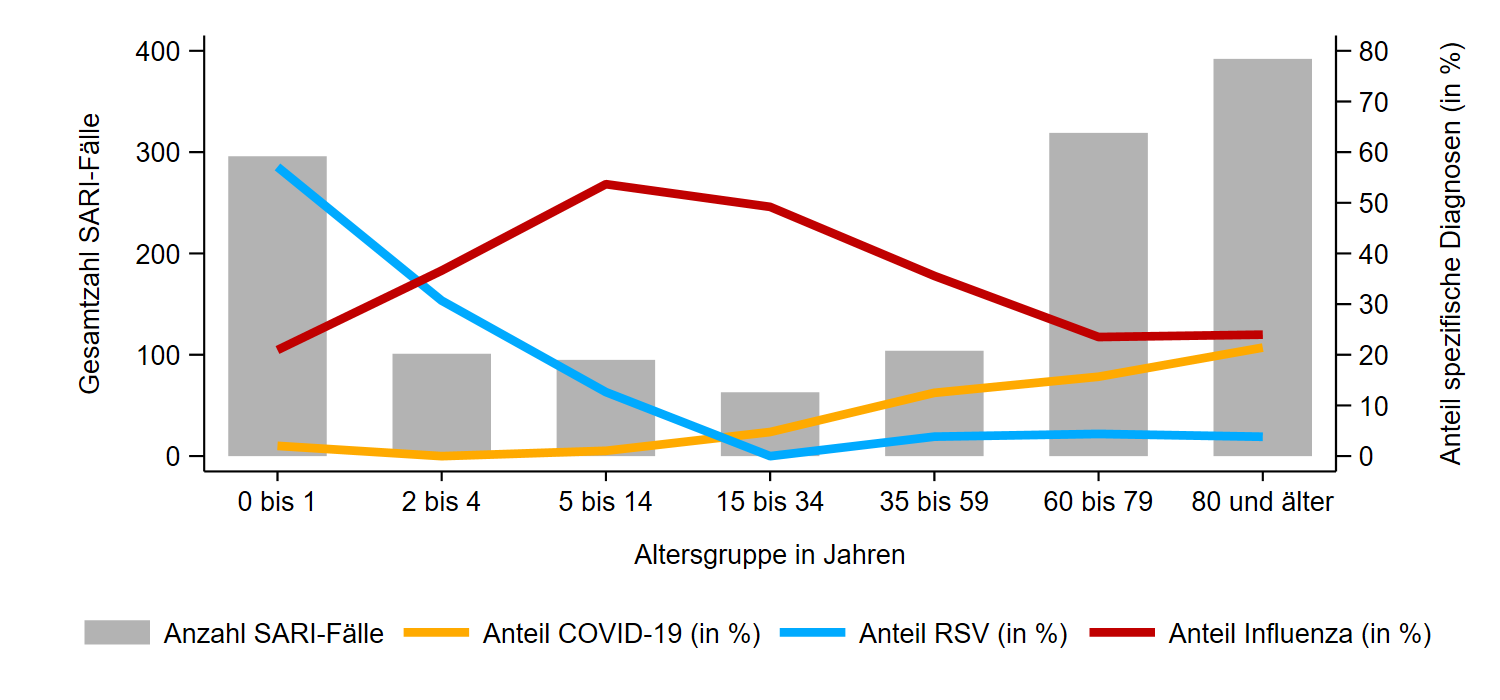 400
300
200
100
0
Gesamtzahl SARI-Fälle
80
70
60
50
40
30
20
10
0
Anteil spezifische Diagnosen (in %)
0 bis 1 2 bis 4 5 bis 14 15 bis 34 35 bis 59 60 bis 79 80 und älter
Altersgruppe in Jahren
Anzahl SARI-Fälle Anteil COVID-19 (in %) Anteil RSV (in %) Anteil Influenza (in %)